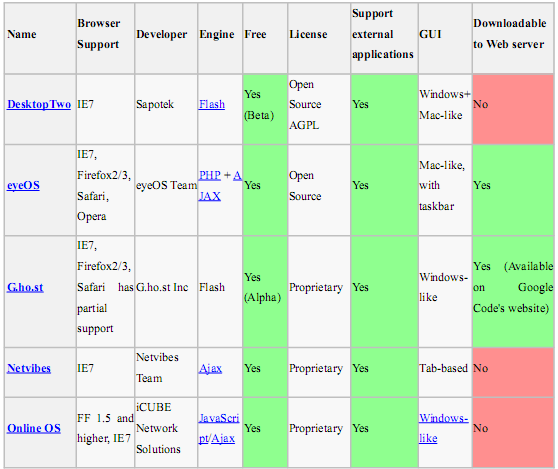 Name Browser Support Developer Engine Free License Support external applications GUI Downloadable to Web server
DesktopTwo IE7 Sapotek Flash Yes (Beta) Open Source AGPL Yes Windows+ Mac-like No
eyeOS IE7, Firefox2/3, Safari, Opera eyeOS Team PHP + AJAX Yes Open Source Yes Mac-like, with taskbar Yes
G.ho.st IE7, Firefox2/3, Safari has partial support G.ho.st Inc Flash Yes (Alpha) Proprietary Yes Windows-like Yes (Available on Google Code's website)
Netvibes IE7 Netvibes Team Ajax Yes Proprietary Yes Tab-based No
Online OS FF 1.5 and higher, IE7 iCUBE Network Solutions JavaScript/Ajax Yes Proprietary Yes Windows-like No